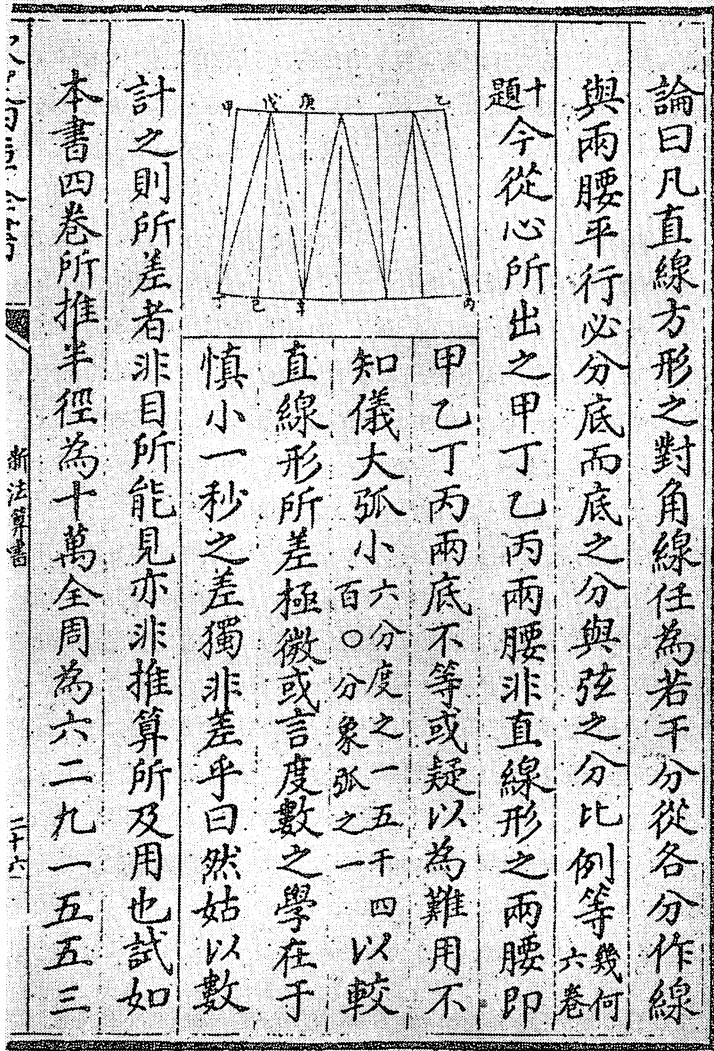 論曰凡直線方形之對角線任為若干分從各分作線
與兩腰平行必分底而底之分與弦之分比例等幾何六卷
十題今從心所出之甲丁乙丙兩腰非直線形之兩腰即
甲乙丁丙兩底不等或疑以為難用不
知儀大弧小六分度之一五千四百〇分象弧之一以較
直線形所差極微或言度數之學在于
慎小一秒之差獨非差乎曰然姑以數
計之則所差者非目所能見亦非推算所及用也試如
本書四卷所推半徑為十萬全周為六二九一五五三
甲 戊 庚 乙
丁 己 辛 丙
新法算書
二十六